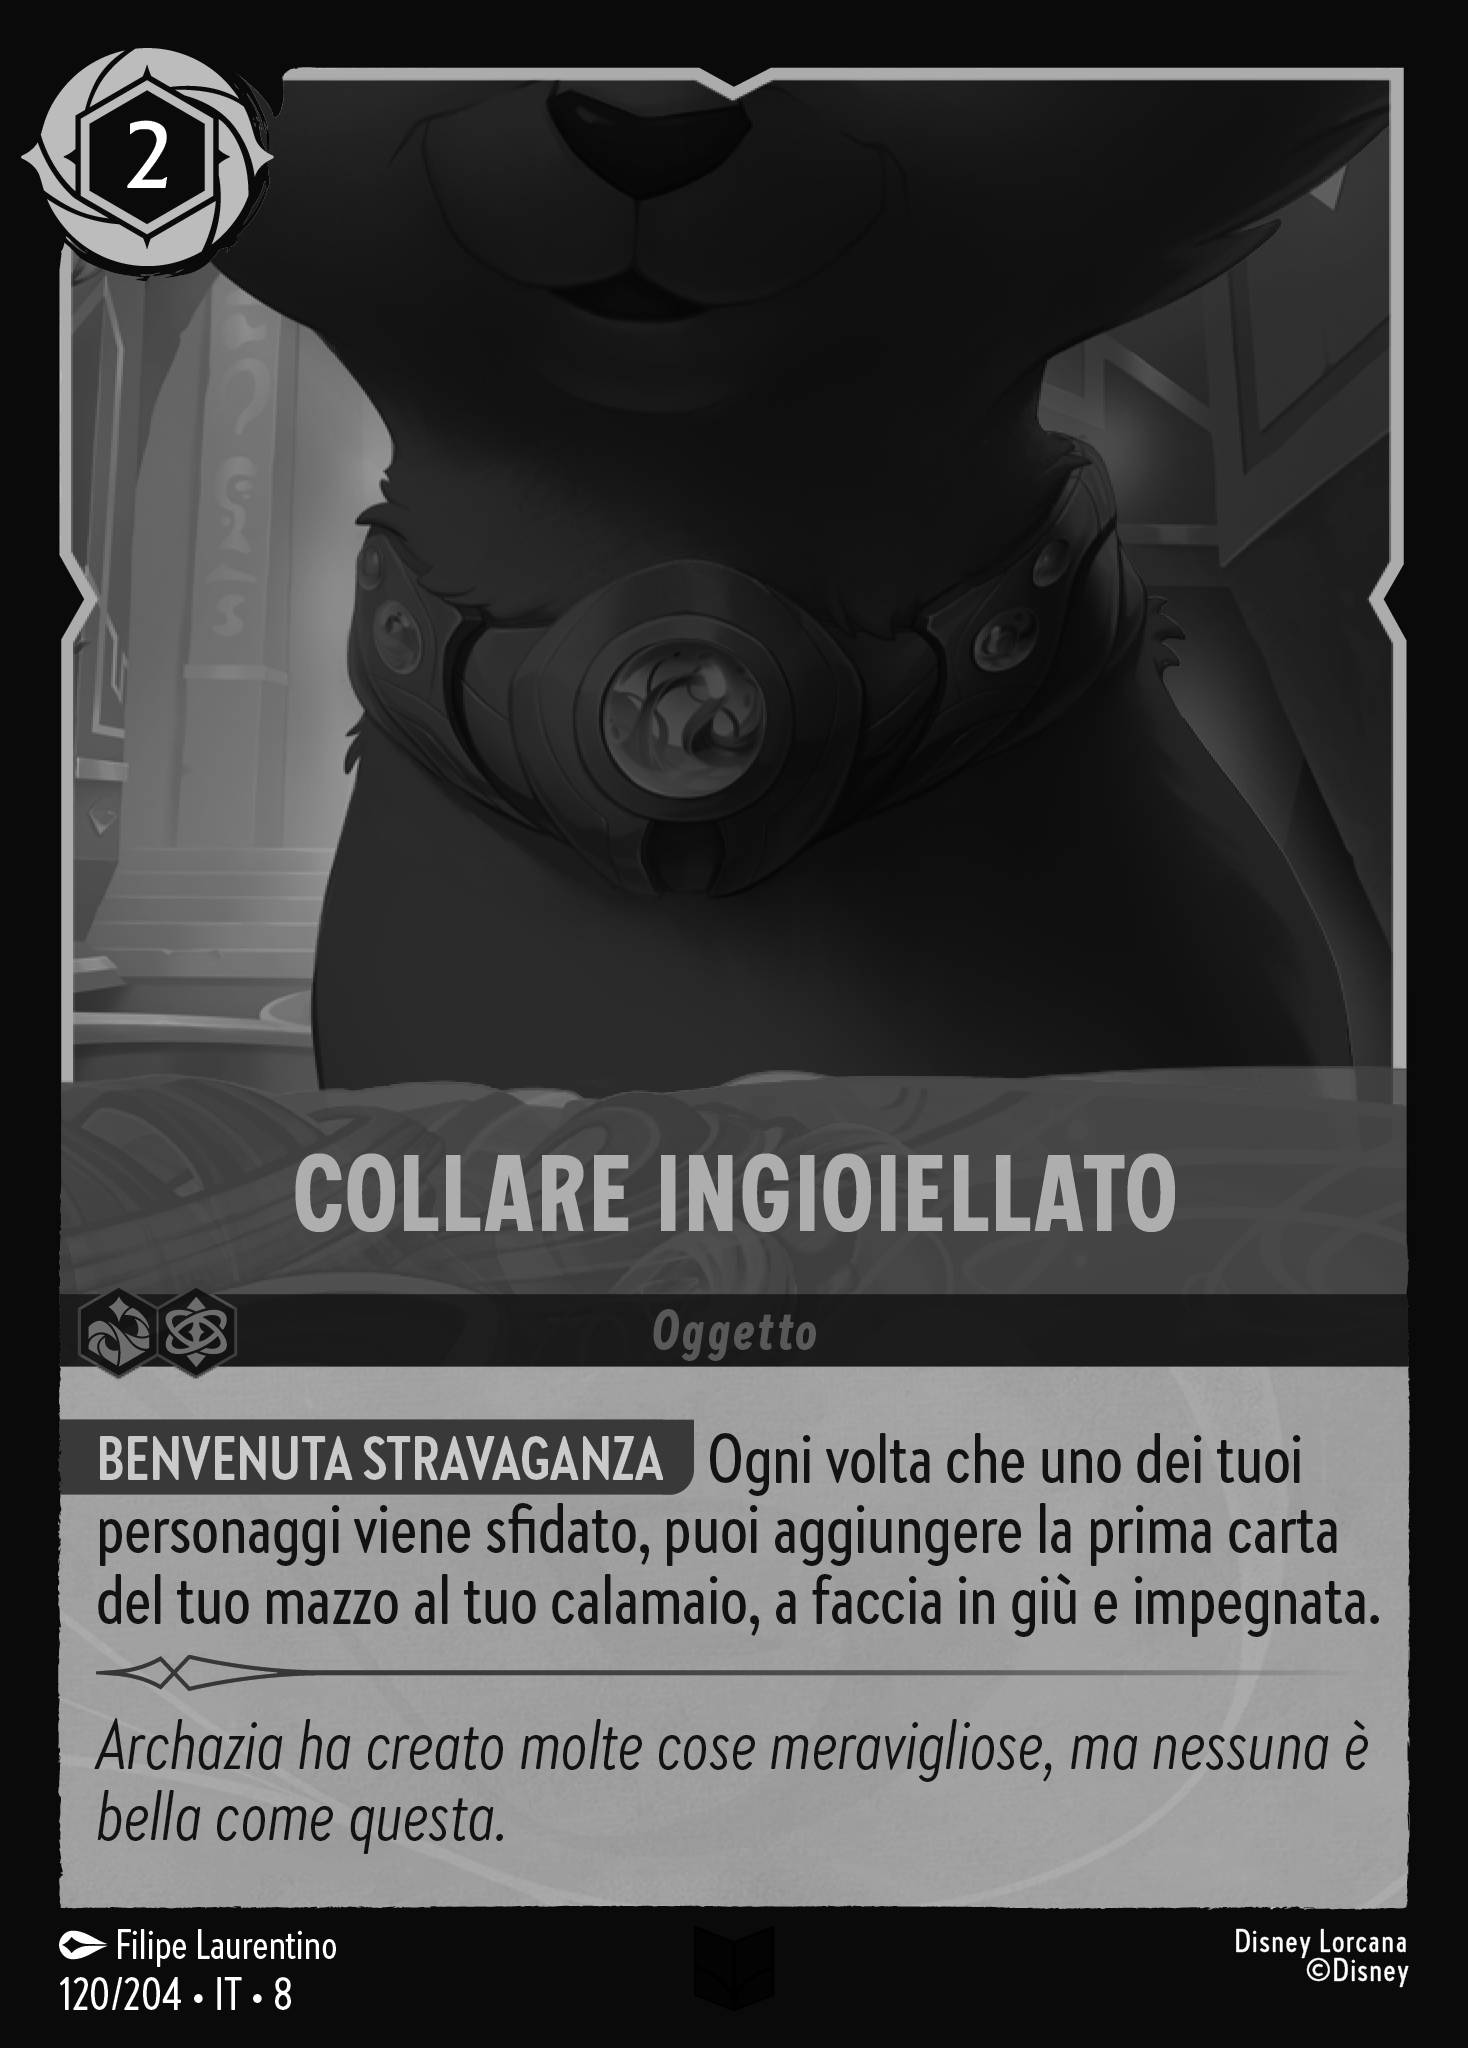 2
COLLARE INGIOIELLATO
Oggetto
BENVENUTA STRAVAGANZA Ogni volta che uno dei tuoi
personaggi viene sfidato, puoi aggiungere la prima carta
del tuo mazzo al tuo calamaio, a faccia in giù e impegnata.
Archazia ha creato molte cose meravigliose, ma nessuna è
bella come questa.
Filipe Laurentino
120/204 • IT • 8
Disney Lorcana
©Disney